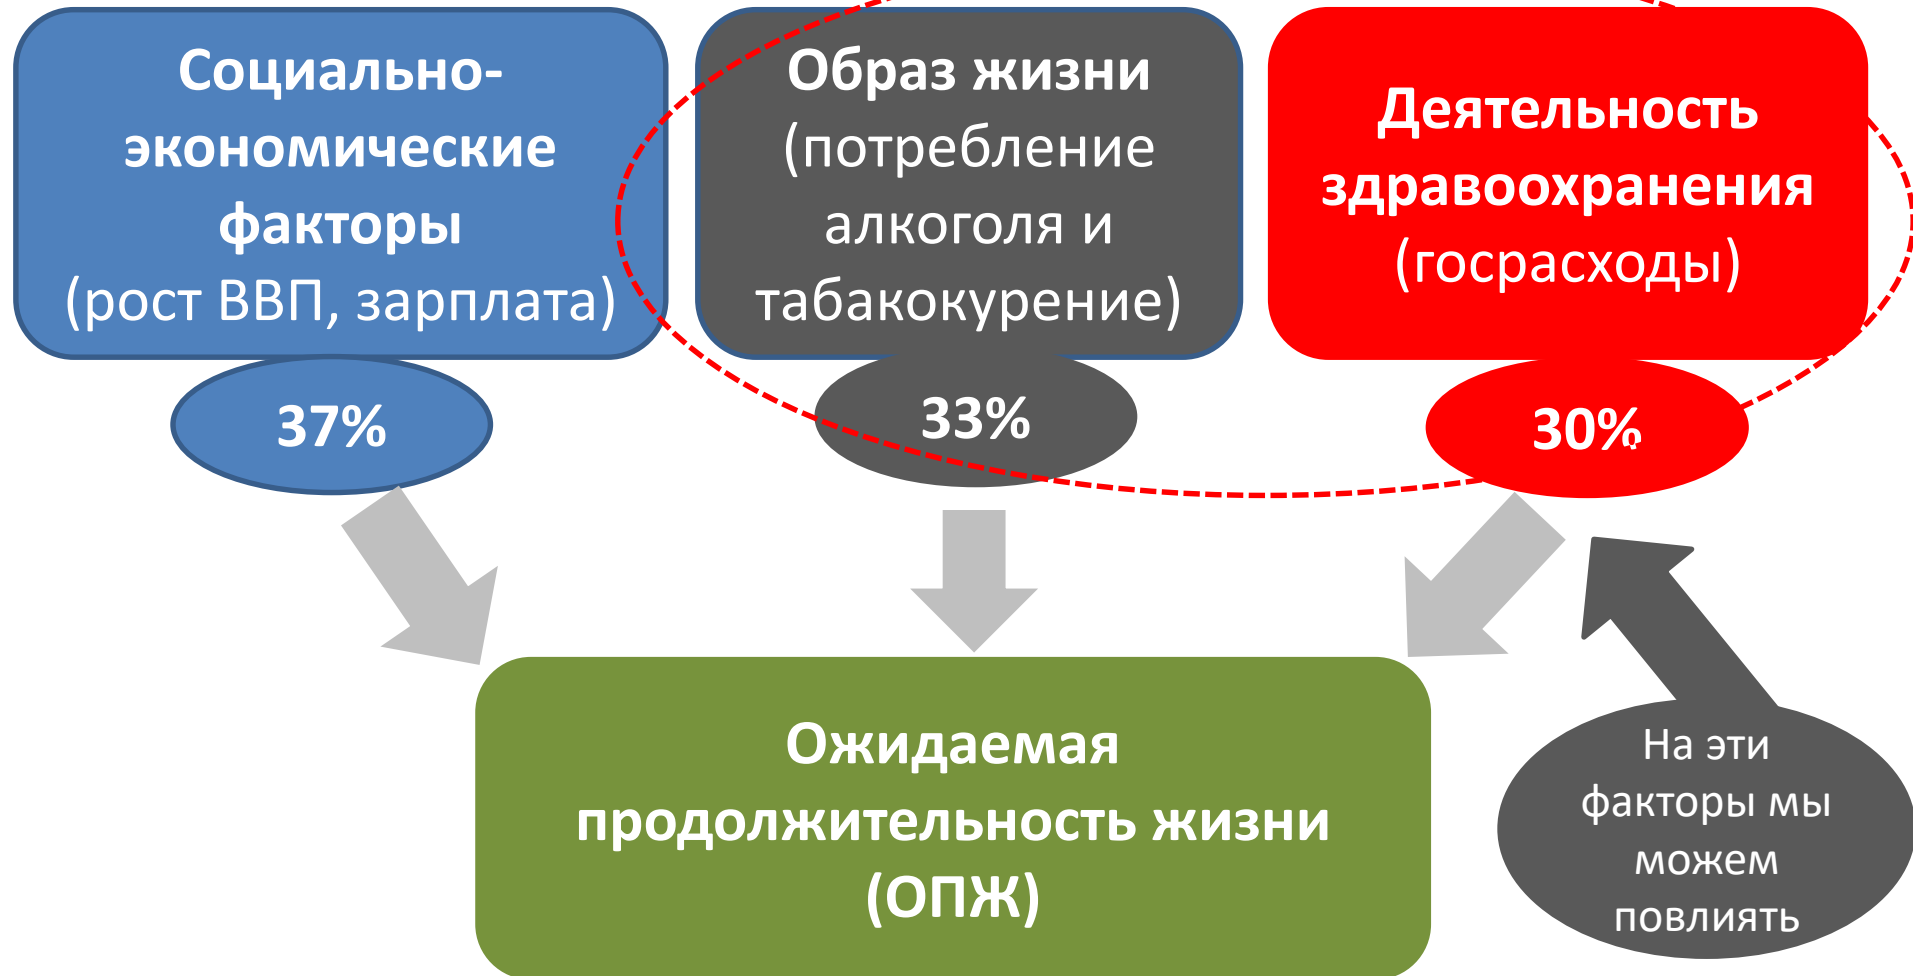 Социально-
экономические
факторы
(рост ВВП, зарплата)
37%
Образ жизни
(потребление
алкоголя и
табакокурение)
33%
Деятельность
здравоохранения
(госрасходы)
30%
Ожидаемая
продолжительность жизни
(ОПЖ)
На эти
факторы мы
можем
повлиять